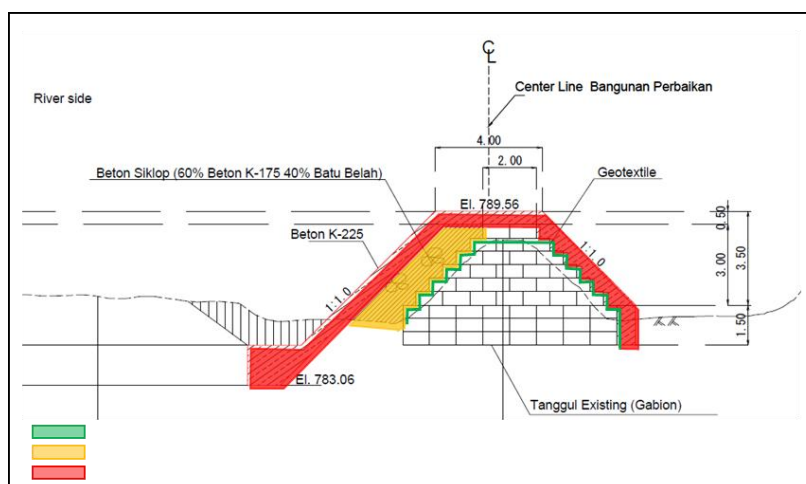 ℄
River side
Center Line Bangunan Perbaikan
4.00
2.00
Beton Siklop (60% Beton K-175 40% Batu Belah)
Geotextile
El. 789.56
Beton K-225
0.50
3.00
3.50
1:1.0
1:1.0
1.50
El. 783.06
Tanggul Existing (Gabion)